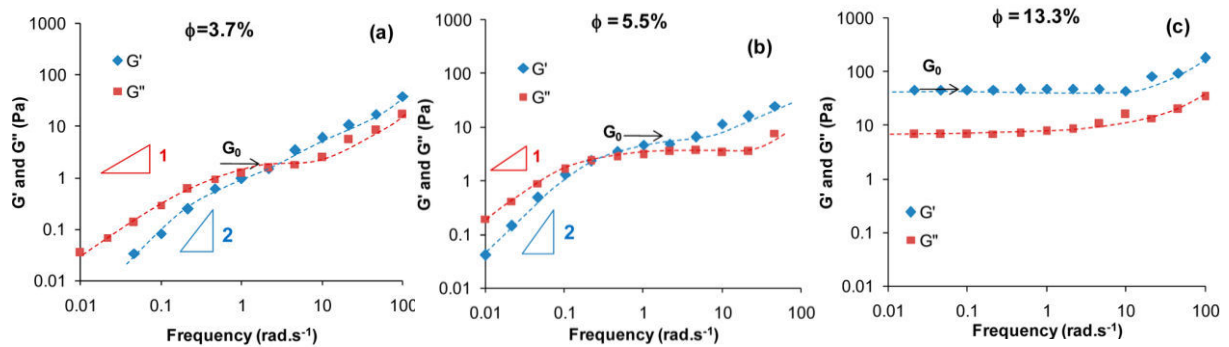 ϕ=3.7%
(a)
G' and G'' (Pa)
1000
100
10
1
0.1
0.01
G'
G''
G₀
1
2
0.01 0.1 1 10 100
Frequency (rad.s⁻¹)
ϕ = 5.5%
(b)
G' and G'' (Pa)
1000
100
10
1
0.1
0.01
G'
G''
G₀
1
2
0.01 0.1 1 10 100
Frequency (rad.s⁻¹)
ϕ = 13.3%
(c)
G' and G'' (Pa)
1000
100
10
1
0.1
0.01
G₀
G'
G''
0.01 0.1 1 10 100
Frequency (rad.s⁻¹)